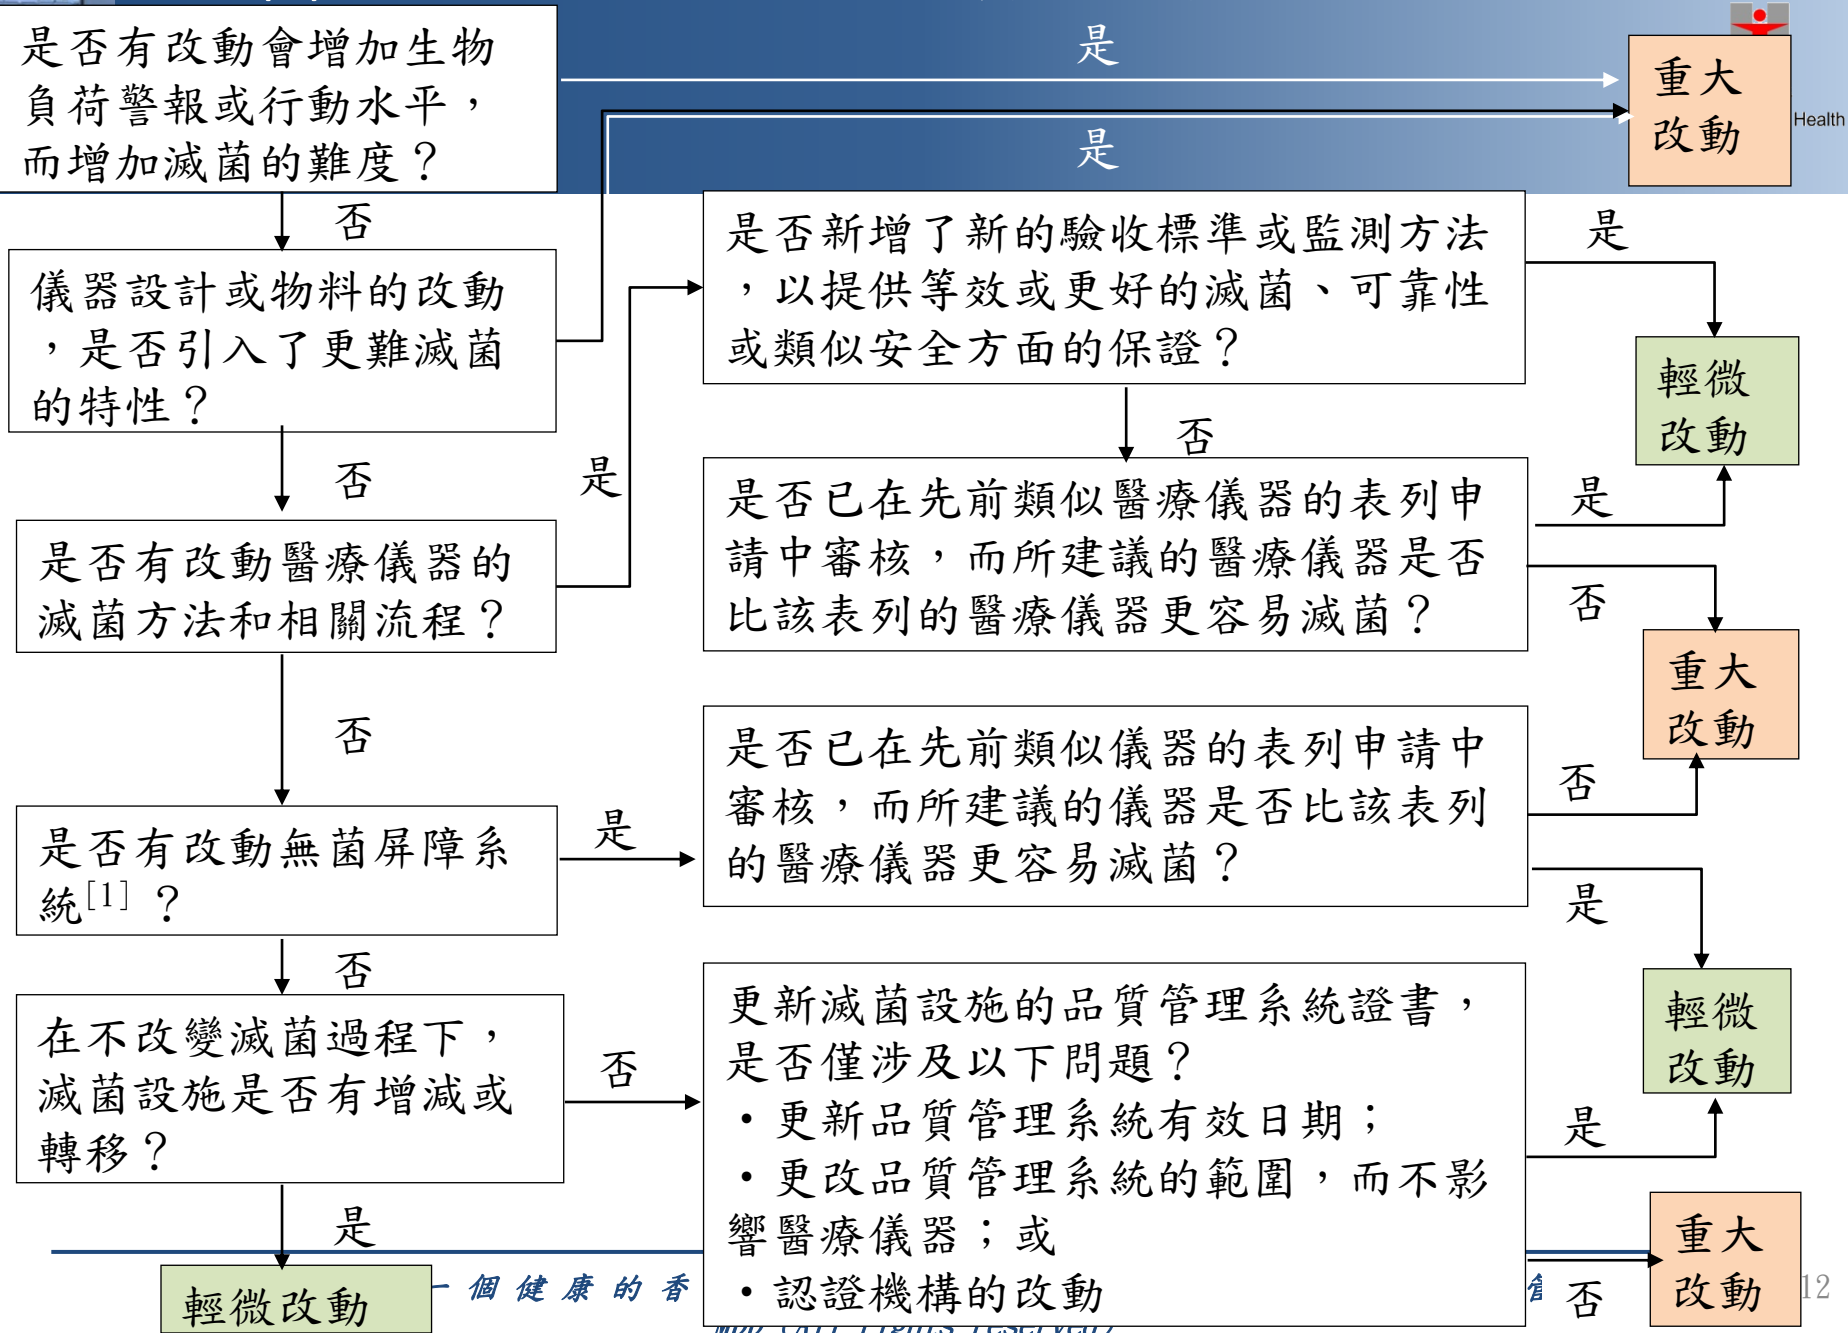 是否有改動會增加生物
負荷警報或行動水平，
而增加滅菌的難度？
是
重大
改動
Health
是
否
儀器設計或物料的改動
，是否引入了更難滅菌
的特性？
是否新增了新的驗收標準或監測方法
，以提供等效或更好的滅菌、可靠性
或類似安全方面的保證？
是
輕微
改動
否
是
否
是否有改動醫療儀器的
滅菌方法和相關流程？
是否已在先前類似醫療儀器的表列申
請中審核，而所建議的醫療儀器是否
比該表列的醫療儀器更容易滅菌？
是
否
重大
改動
否
是否有改動無菌屏障系
統[1] ？
是
是否已在先前類似儀器的表列申請中
審核，而所建議的儀器是否比該表列
的醫療儀器更容易滅菌？
否
是
輕微
改動
否
在不改變滅菌過程下，
滅菌設施是否有增減或
轉移？
否
更新滅菌設施的品質管理系統證書，
是否僅涉及以下問題？
•更新品質管理系統有效日期；
•更改品質管理系統的範圍，而不影
響醫療儀器；或
•認證機構的改動
是
否
重大
改動
是
輕微改動
一個健康的香
12